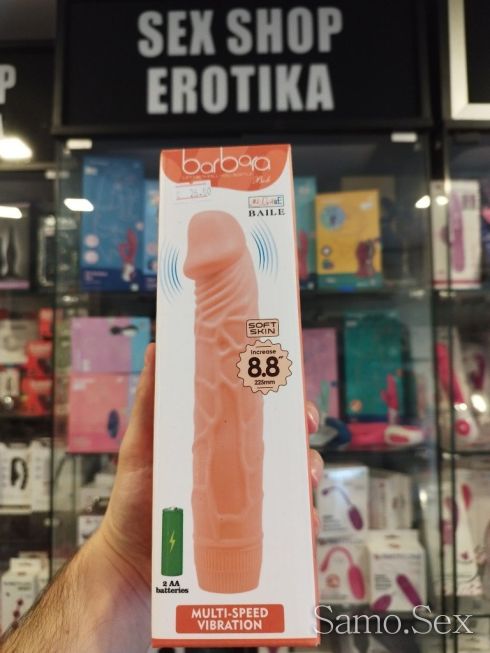 SEX SHOP
EROTIKA
P
barbara
BAILE
SOFT
SKIN
Increase
8.8"
225mm
2 AA
batteries
MULTI-SPEED
VIBRATION
Samo.Sex